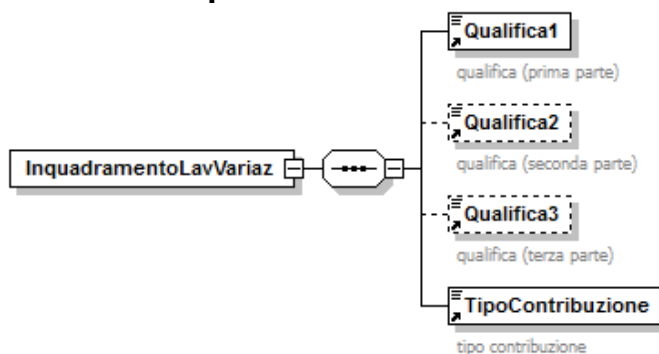 Qualifica1
qualifica (prima parte)
Qualifica2
qualifica (seconda parte)
InquadramentoLavVariaz
Qualifica3
qualifica (terza parte)
TipoContribuzione
tipo contribuzione